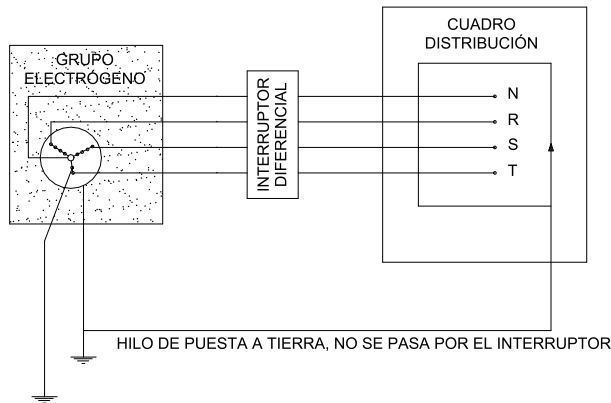 GRUPO
ELECTRÓGENO
INTERRUPTOR
DIFERENCIAL
CUADRO
DISTRIBUCIÓN
N
R
S
T
HILO DE PUESTA A TIERRA, NO SE PASA POR EL INTERRUPTOR